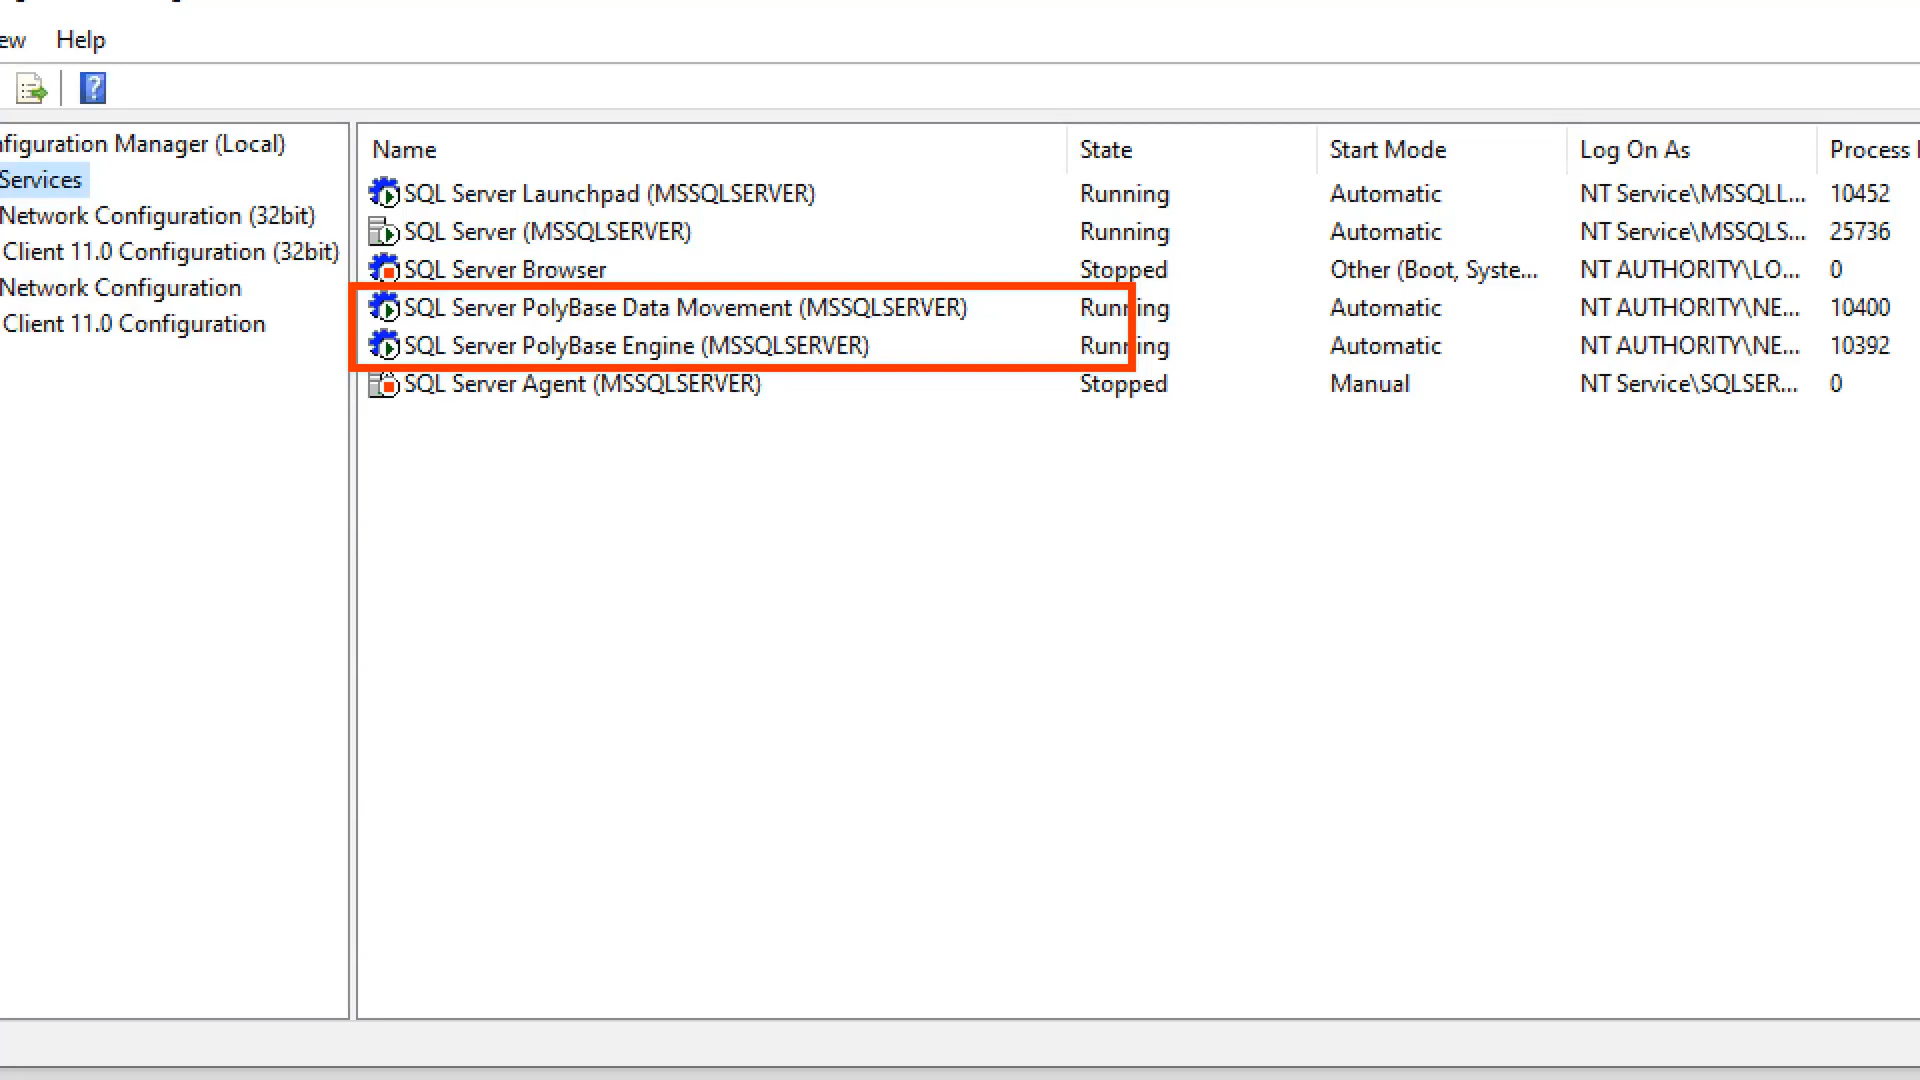 ew Help
?
nfiguration Manager (Local)
Services
Network Configuration (32bit)
Client 11.0 Configuration (32bit)
Network Configuration
Client 11.0 Configuration
Name State Start Mode Log On As Process
SQL Server Launchpad (MSSQLSERVER) Running Automatic NT Service\MSSQLL... 10452
SQL Server (MSSQLSERVER) Running Automatic NT Service\MSSQLS... 25736
SQL Server Browser Stopped Other (Boot, Syste... NT AUTHORITY\LO... 0
SQL Server PolyBase Data Movement (MSSQLSERVER) Running Automatic NT AUTHORITY\NE... 10400
SQL Server PolyBase Engine (MSSQLSERVER) Running Automatic NT AUTHORITY\NE... 10392
SQL Server Agent (MSSQLSERVER) Stopped Manual NT Service\SQLSER... 0